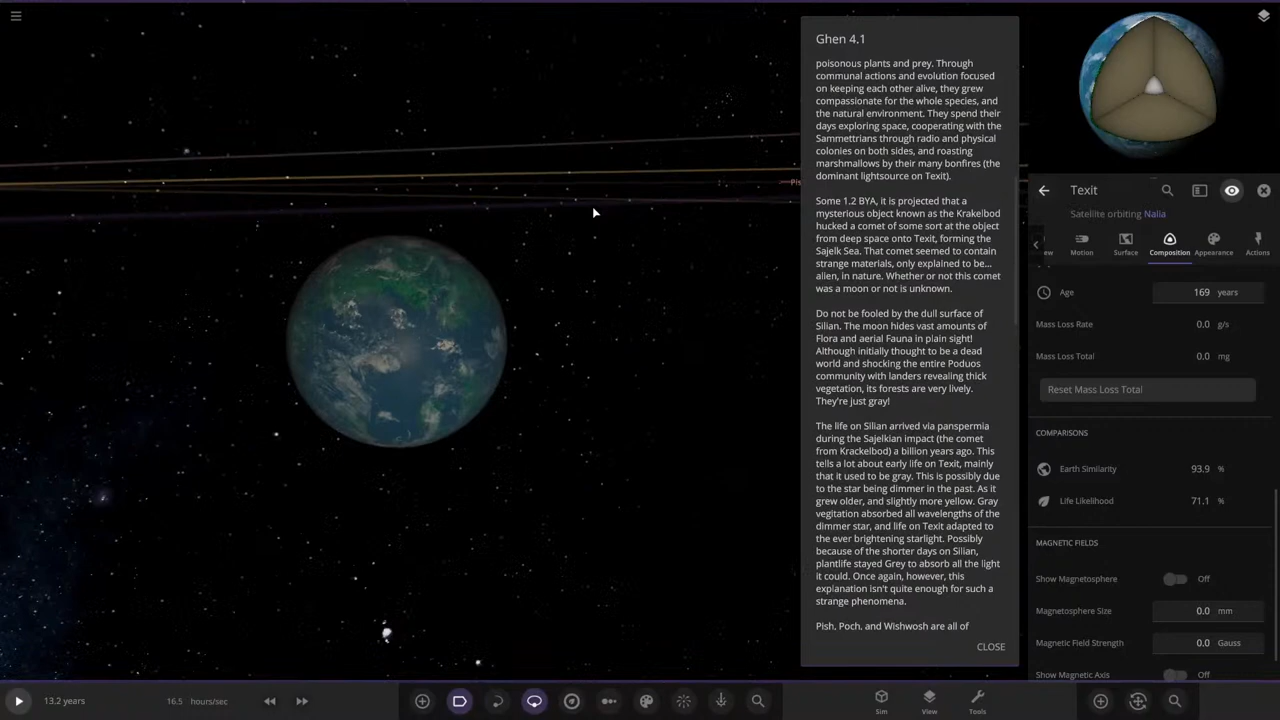 Ghen 4.1
poisonous plants and prey. Through
communal actions and evolution focused
on keeping each other alive, they grew
compassionate for the whole species, and
the natural environment. They spend their
days exploring space, cooperating with the
Sammettrians through radio and physical
colonies on both sides, and roasting
marshmallows by their many bonfires (the
dominant lightsource on Texit).
Some 1.2 BYA, it is projected that a
mysterious object known as the Krakelbod
hucked a comet of some sort at the object
from deep space onto Texit, forming the
Sajelk Sea. That comet seemed to contain
strange materials, only explained to be...
alien, in nature. Whether or not this comet
was a moon or not is unknown.
Do not be fooled by the dull surface of
Silian. The moon hides vast amounts of
Flora and aerial Fauna in plain sight!
Although initially thought to be a dead
world and shocking the entire Poduos
community with landers revealing thick
vegetation, its forests are very lively.
They're just gray!
The life on Silian arrived via panspermia
during the Sajelkian impact (the comet
from Krackelbod) a billion years ago. This
tells a lot about early life on Texit, mainly
that it used to be gray. This is possibly due
to the star being dimmer in the past. As it
grew older, and slightly more yellow. Gray
vegitation absorbed all wavelengths of the
dimmer star, and life on Texit adapted to
the ever brightening starlight. Possibly
because of the shorter days on Silian,
plantlife stayed Grey to absorb all the light
it could. Once again, however, this
explanation isn't quite enough for such a
strange phenomena.
Pish, Poch, and Wishwosh are all of
CLOSE
Texit
Satellite orbiting Nalia
Motion
Surface
Composition
Appearance
Actions
Age 169 years
Mass Loss Rate 0.0 g/s
Mass Loss Total 0.0 mg
Reset Mass Loss Total
COMPARISONS
Earth Similarity 93.9 %
Life Likelihood 71.1 %
MAGNETIC FIELDS
Show Magnetosphere Off
Magnetosphere Size 0.0 mm
Magnetic Field Strength 0.0 Gauss
Show Magnetic Axis Off
13.2 years
16.5 hours/sec
Sim
View
Tools